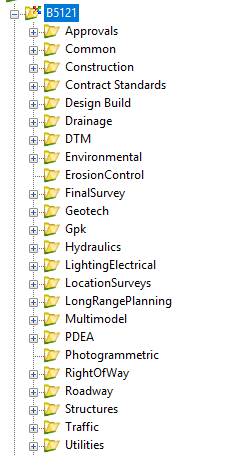 B5121
Approvals
Common
Construction
Contract Standards
Design Build
Drainage
DTM
Environmental
ErosionControl
FinalSurvey
Geotech
Gpk
Hydraulics
LightingElectrical
LocationSurveys
LongRangePlanning
Multimodel
PDEA
Photogrammetric
RightOfWay
Roadway
Structures
Traffic
Utilities